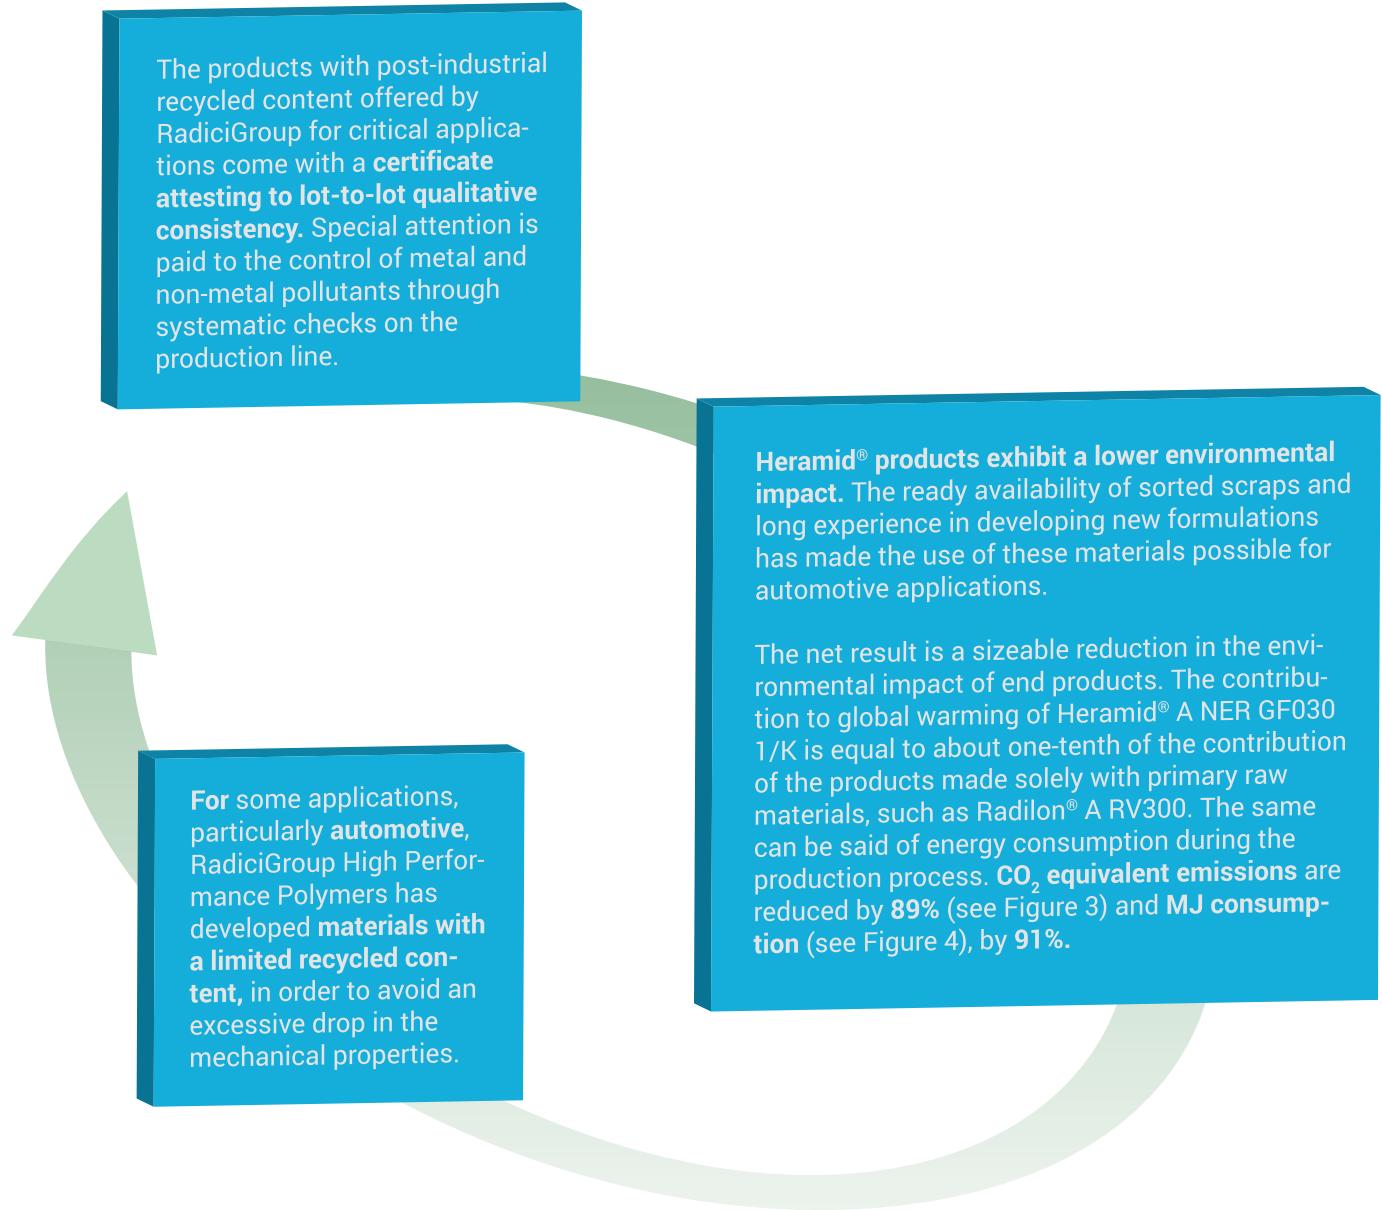 The products with post-industrial
recycled content offered by
RadiciGroup for critical applica-
tions come with a certificate
attesting to lot-to-lot qualitative
consistency. Special attention is
paid to the control of metal and
non-metal pollutants through
systematic checks on the
production line.
Heramid® products exhibit a lower environmental
impact. The ready availability of sorted scraps and
long experience in developing new formulations
has made the use of these materials possible for
automotive applications.
The net result is a sizeable reduction in the envi-
ronmental impact of end products. The contribu-
tion to global warming of Heramid® A NER GF030
1/K is equal to about one-tenth of the contribution
of the products made solely with primary raw
materials, such as Radilon® A RV300. The same
can be said of energy consumption during the
production process. CO₂ equivalent emissions are
reduced by 89% (see Figure 3) and MJ consump-
tion (see Figure 4), by 91%.
For some applications,
particularly automotive,
RadiciGroup High Perfor-
mance Polymers has
developed materials with
a limited recycled con-
tent, in order to avoid an
excessive drop in the
mechanical properties.